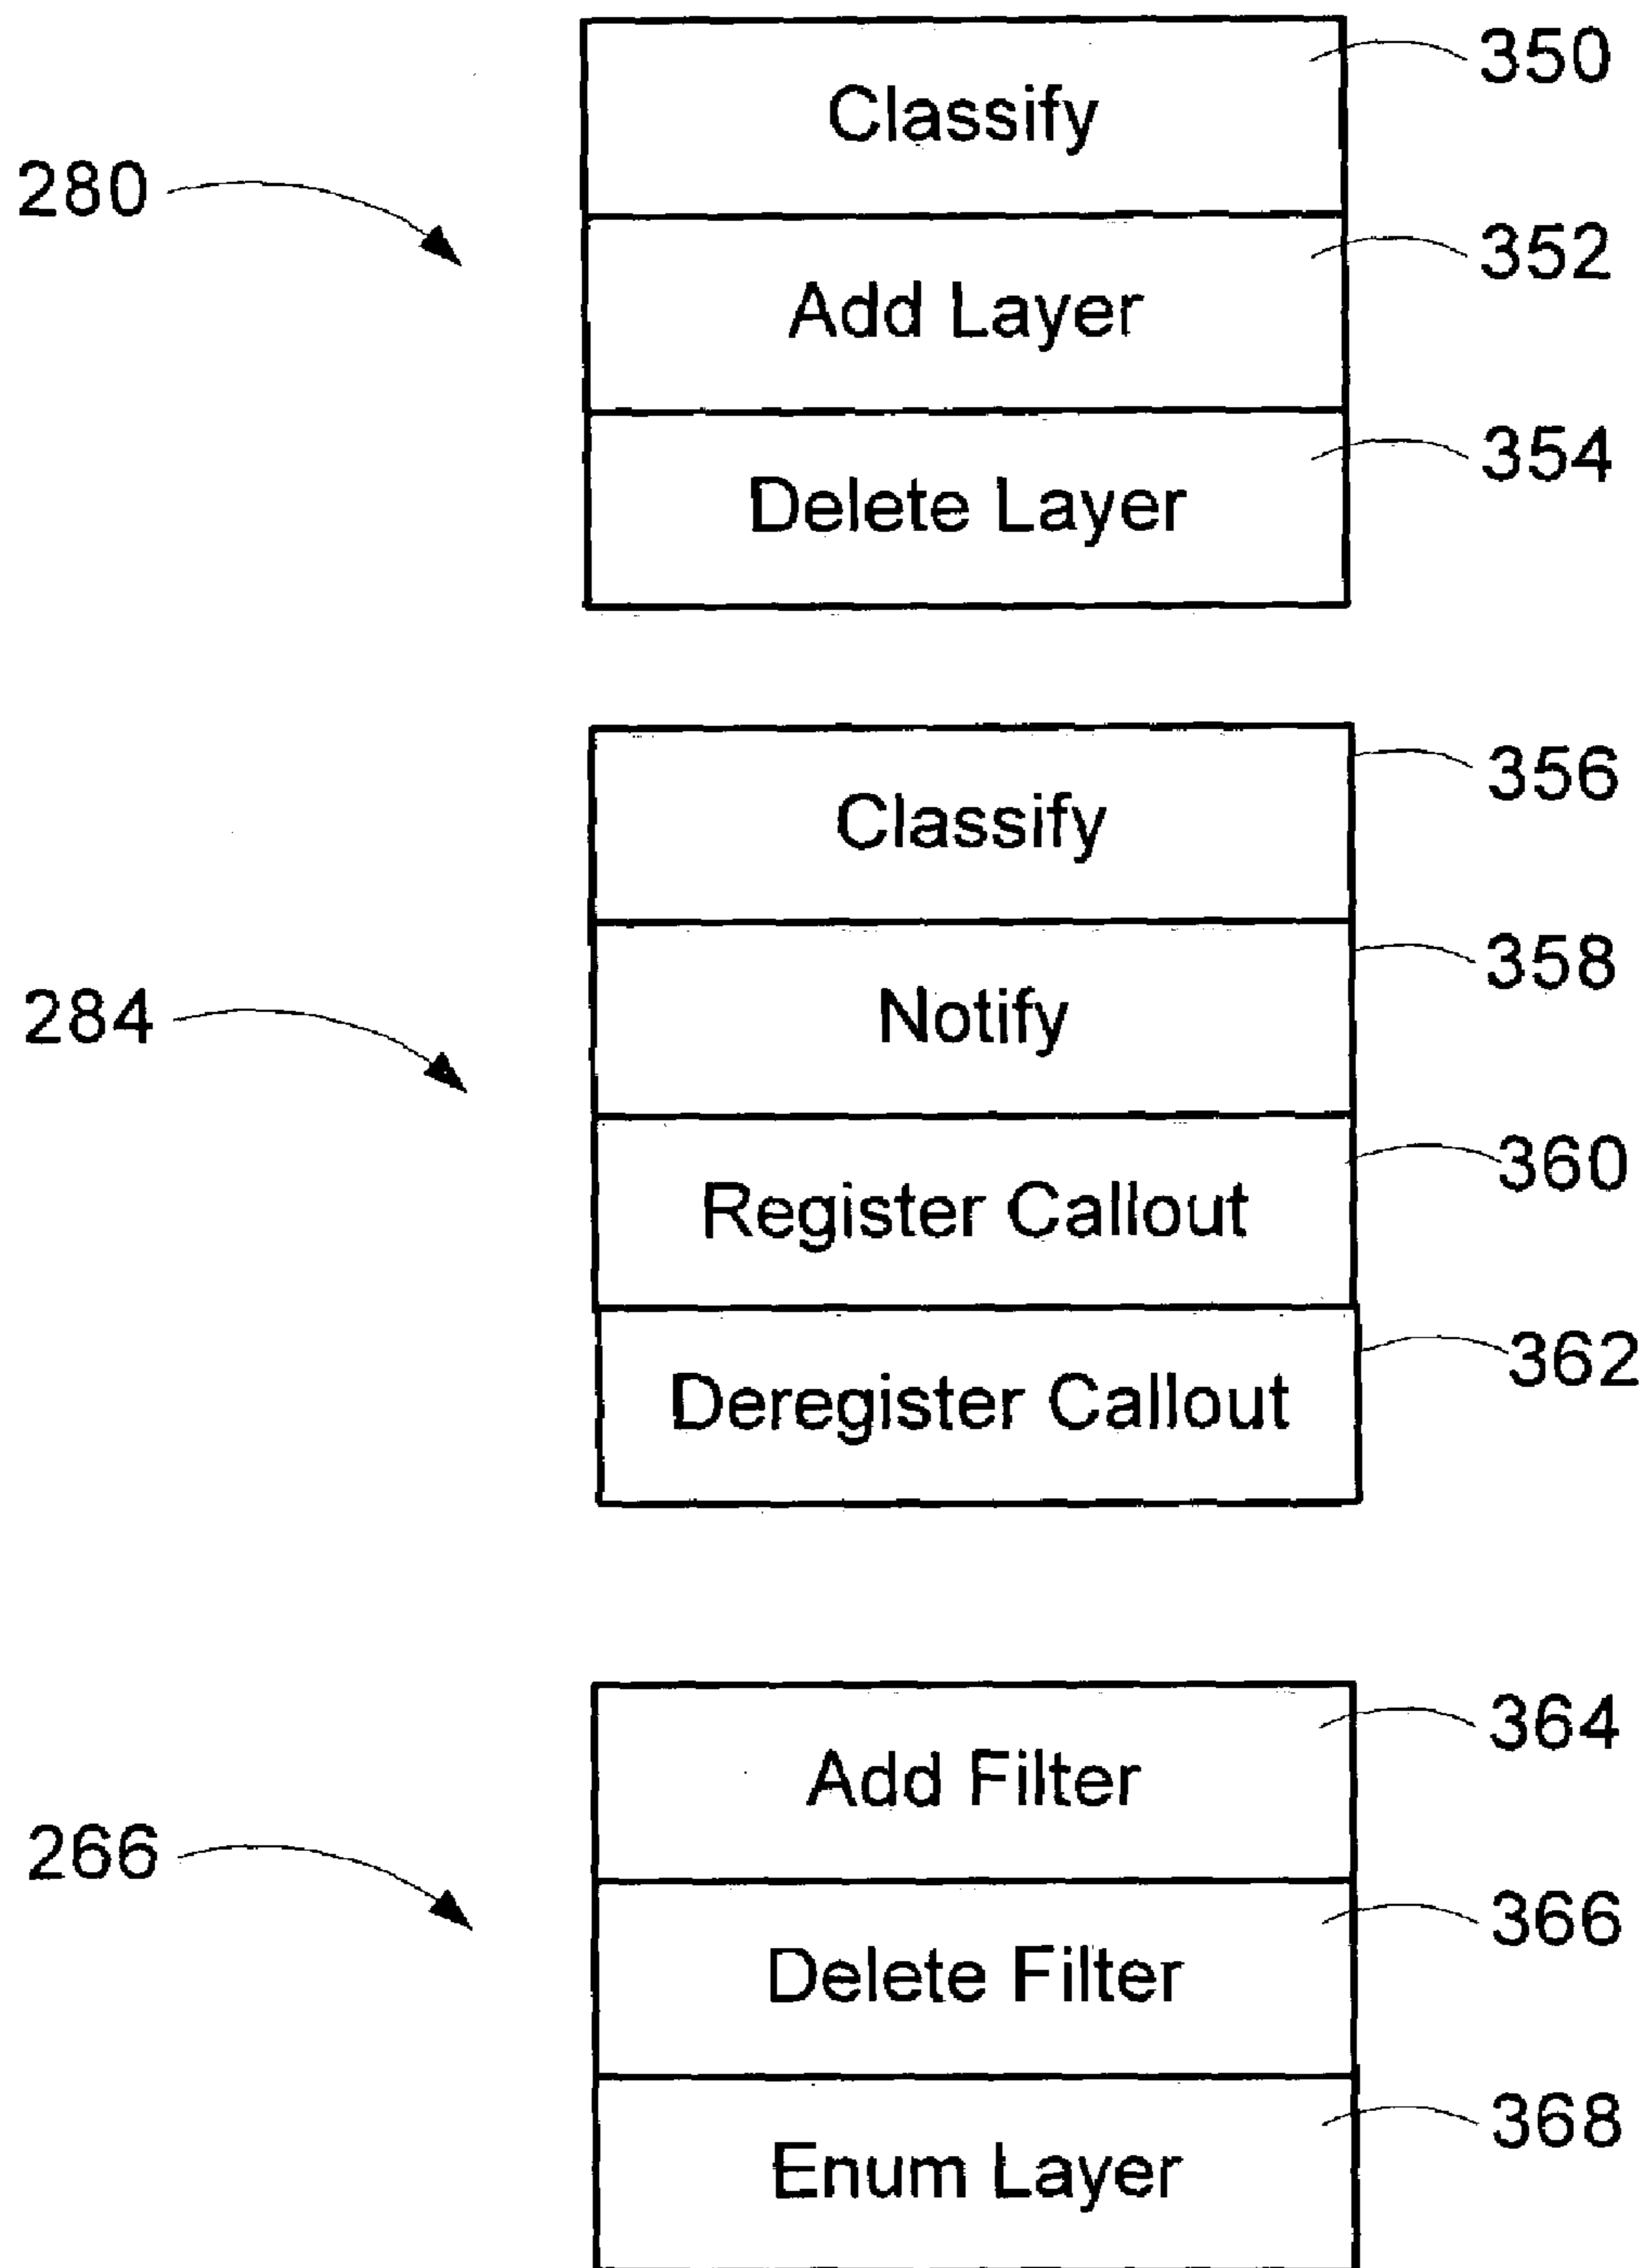 350
Classify
280
352
Add Layer
354
Delete Layer
356
Classify
358
284
Notify
360
Register Callout
362
Deregister Callout
364
Add Filter
266
366
Delete Filter
368
Enum Layer